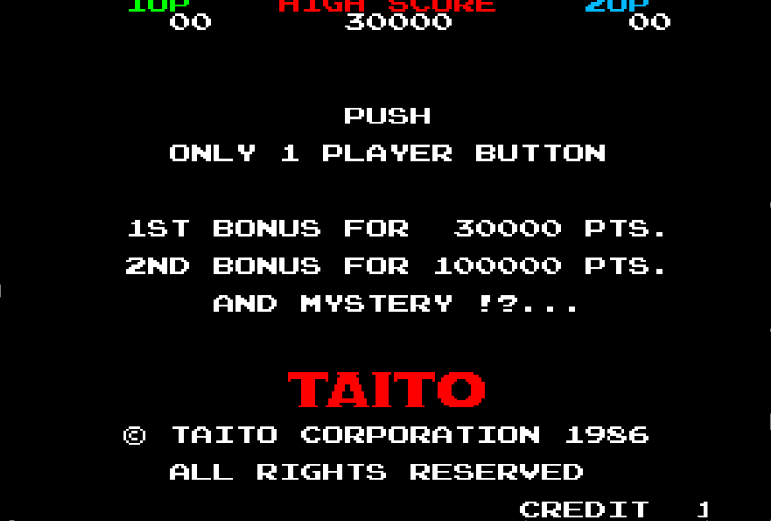 1UP HIGH SCORE 2UP
00 30000 00
PUSH
ONLY 1 PLAYER BUTTON
1ST BONUS FOR 30000 PTS.
2ND BONUS FOR 100000 PTS.
AND MYSTERY !?...
TAITO
© TAITO CORPORATION 1986
ALL RIGHTS RESERVED
CREDIT 1